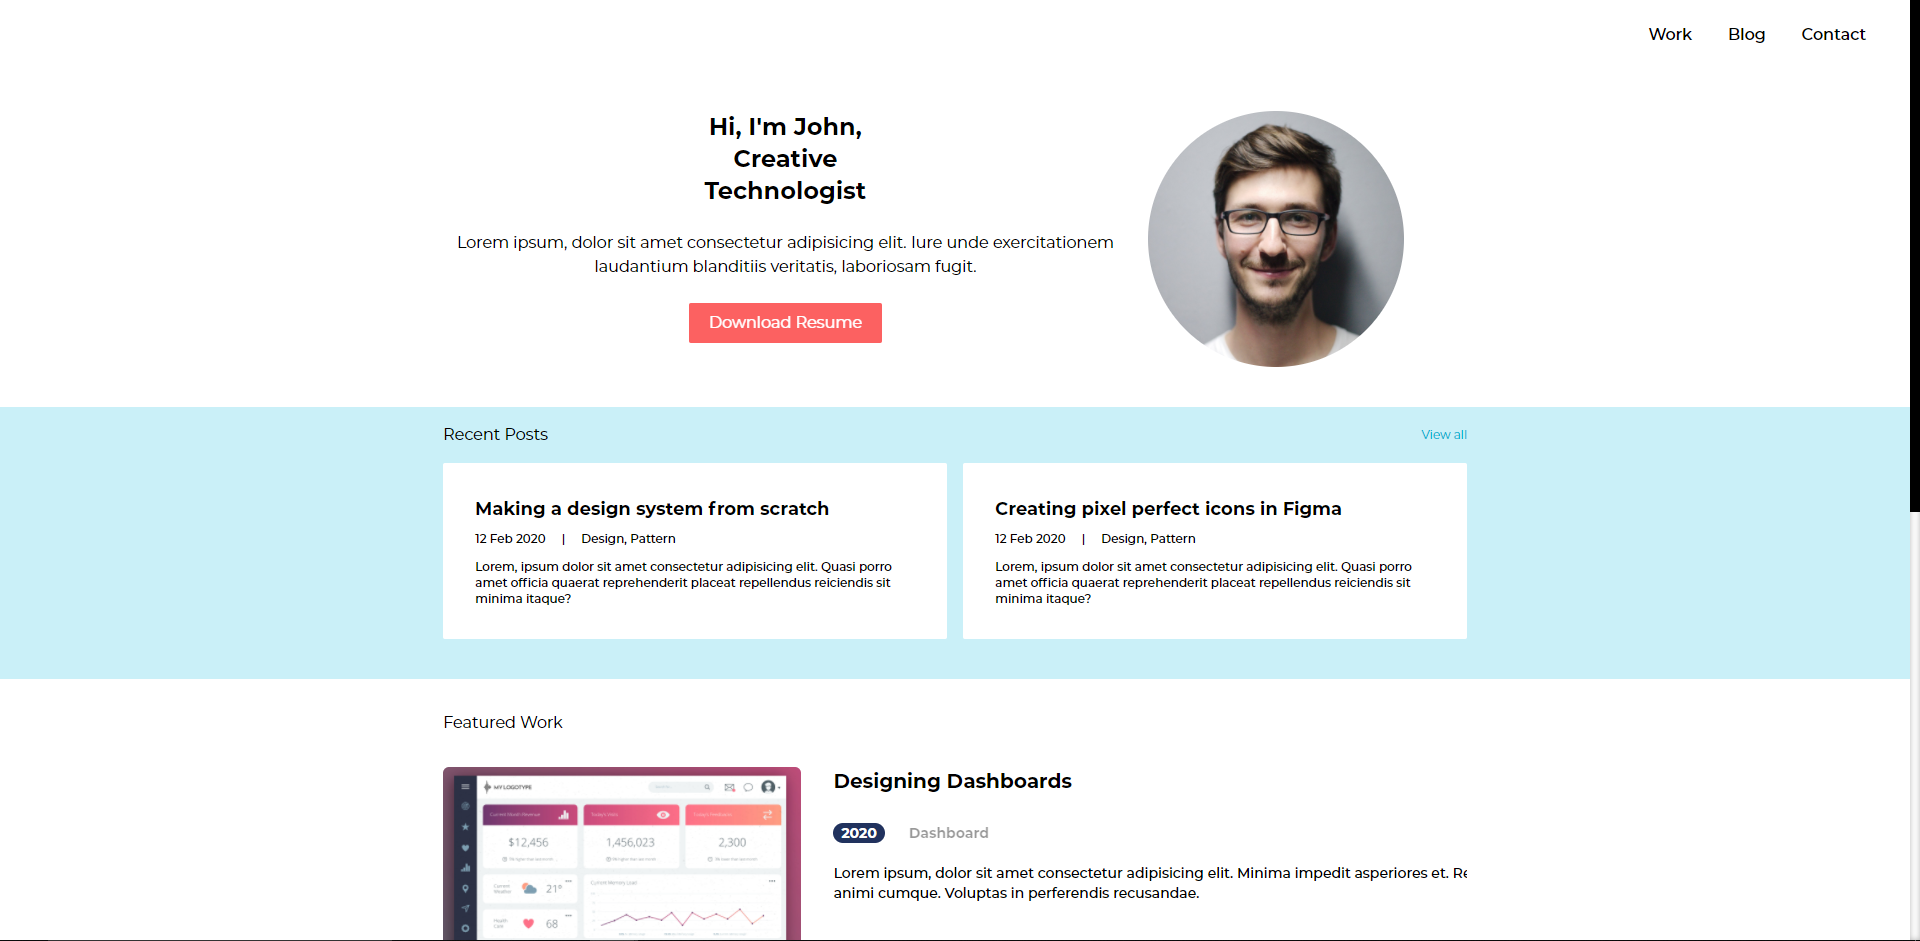 Work Blog Contact
Hi, I'm John,
Creative
Technologist
Lorem ipsum, dolor sit amet consectetur adipisicing elit. Iure unde exercitationem
laudantium blanditiis veritatis, laboriosam fugit.
Download Resume
Recent Posts
View all
Making a design system from scratch
12 Feb 2020 | Design, Pattern
Lorem, ipsum dolor sit amet consectetur adipisicing elit. Quasi porro
amet officia quaerat reprehenderit placeat repellendus reiciendis sit
minima itaque?
Creating pixel perfect icons in Figma
12 Feb 2020 | Design, Pattern
Lorem, ipsum dolor sit amet consectetur adipisicing elit. Quasi porro
amet officia quaerat reprehenderit placeat repellendus reiciendis sit
minima itaque?
Featured Work
MY LOGOTYPE
$12,456
1,456,023
2,300
Current
Weather
21°
Health
68
Current Memory Load
Designing Dashboards
2020 Dashboard
Lorem ipsum, dolor sit amet consectetur adipisicing elit. Minima impedit asperiores et. Re
animi cumque. Voluptas in perferendis recusandae.